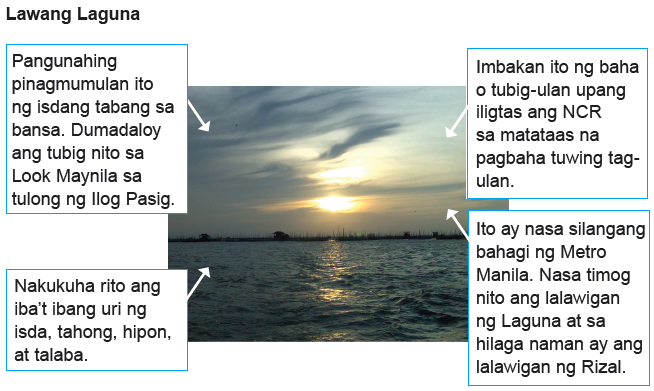 Lawang Laguna
Pangunahing
pinagmumulan ito
ng isdang tabang sa
bansa. Dumadaloy
ang tubig nito sa
Look Maynila sa
tulong ng Ilog Pasig.
Imbakan ito ng baha
o tubig-ulan upang
iligtas ang NCR
sa matataas na
pagbaha tuwing tag-
ulan.
Nakukuha rito ang
iba't ibang uri ng
isda, tahong, hipon,
at talaba.
Ito ay nasa silangang
bahagi ng Metro
Manila. Nasa timog
nito ang lalawigan
ng Laguna at sa
hilaga naman ay ang
lalawigan ng Rizal.